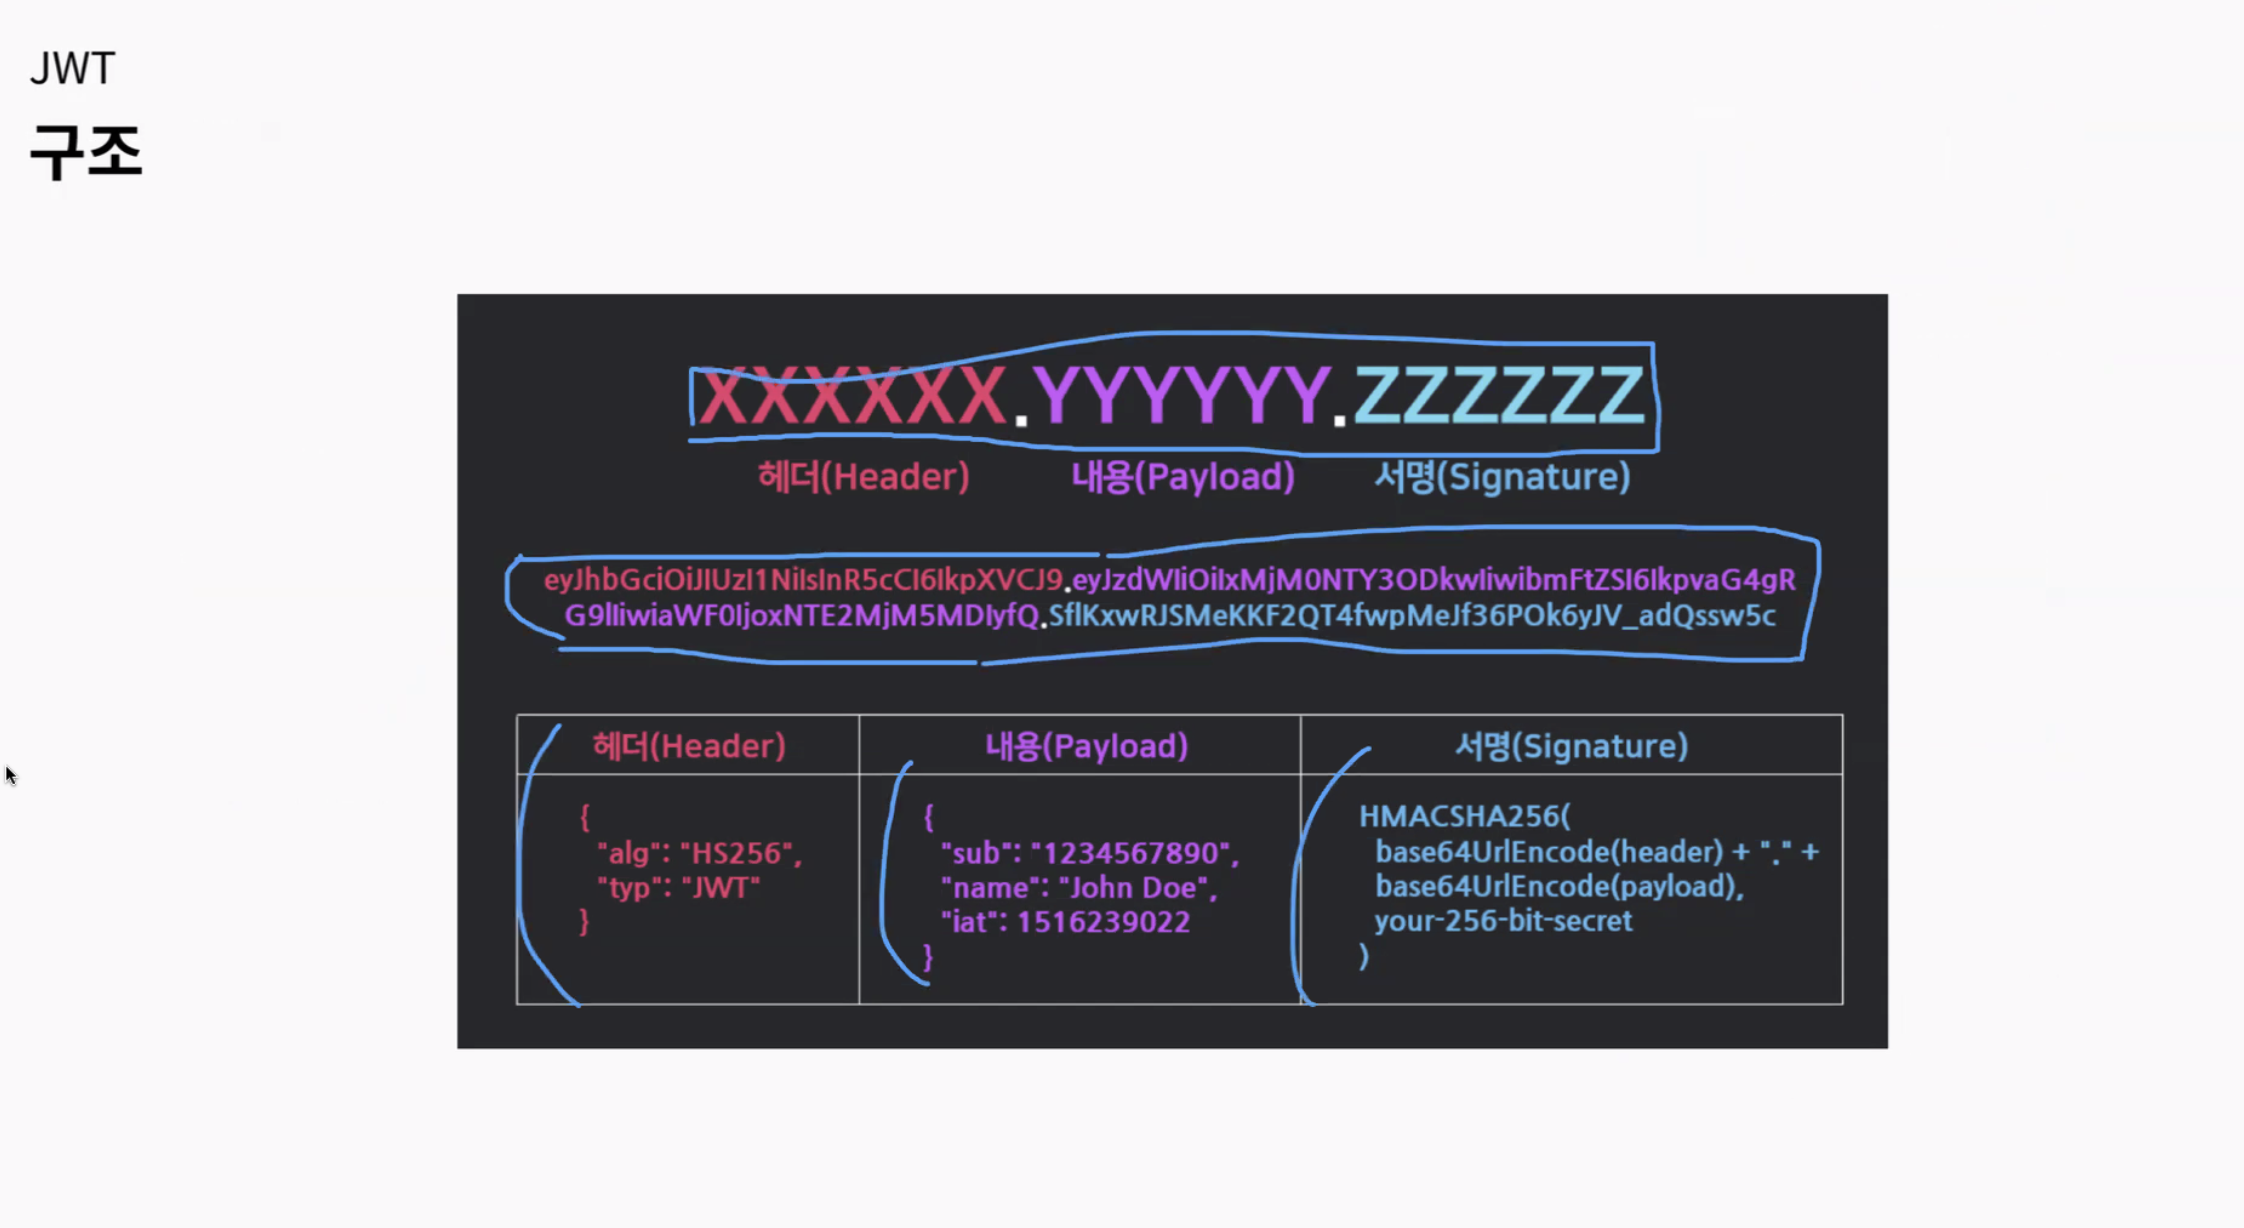 JWT
구조
XXXXXX.YYYYYY.ZZZZZZ
헤더(Header) 내용(Payload) 서명(Signature)
eyJhbGciOiJIUzI1NiIsInR5cCI6IkpXVCJ9.eyJzdWIiOiIxMjM0NTY3ODkwIiwibmFtZSI6IkpvaG4gR
G9lIiwiaWF0IjoxNTE2MjM5MDIyfQ.SflKxwRJSMeKKF2QT4fwpMeJf36POk6yJV_adQssw5c
헤더(Header) 내용(Payload) 서명(Signature)
{
"alg": "HS256",
"typ": "JWT"
}
{
"sub": "1234567890",
"name": "John Doe",
"iat": 1516239022
}
HMACSHA256(
base64UrlEncode(header) + "." +
base64UrlEncode(payload),
your-256-bit-secret
)